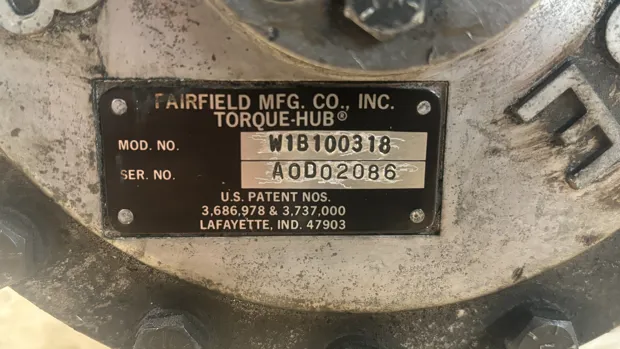 FAIRFIELD MFG. CO., INC.
TORQUE-HUB®
MOD. NO. W1B100318
SER. NO. AOD02086
U.S. PATENT NOS.
3,686,978 & 3,737,000
LAFAYETTE, IND. 47903